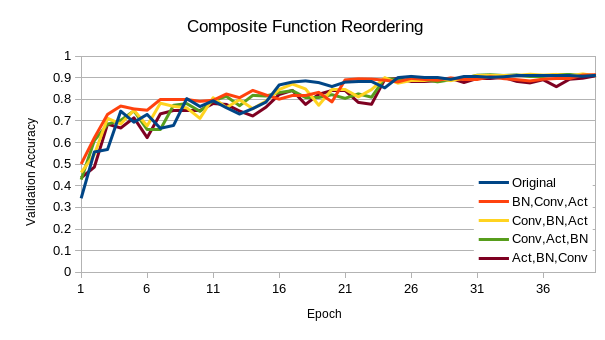 Composite Function Reordering
1
0.9
0.8
0.7
0.6
0.5
0.4
0.3
0.2
0.1
0
Validation Accuracy
Original
BN,Conv,Act
Conv,BN,Act
Conv,Act,BN
Act,BN,Conv
1 6 11 16 21 26 31 36
Epoch